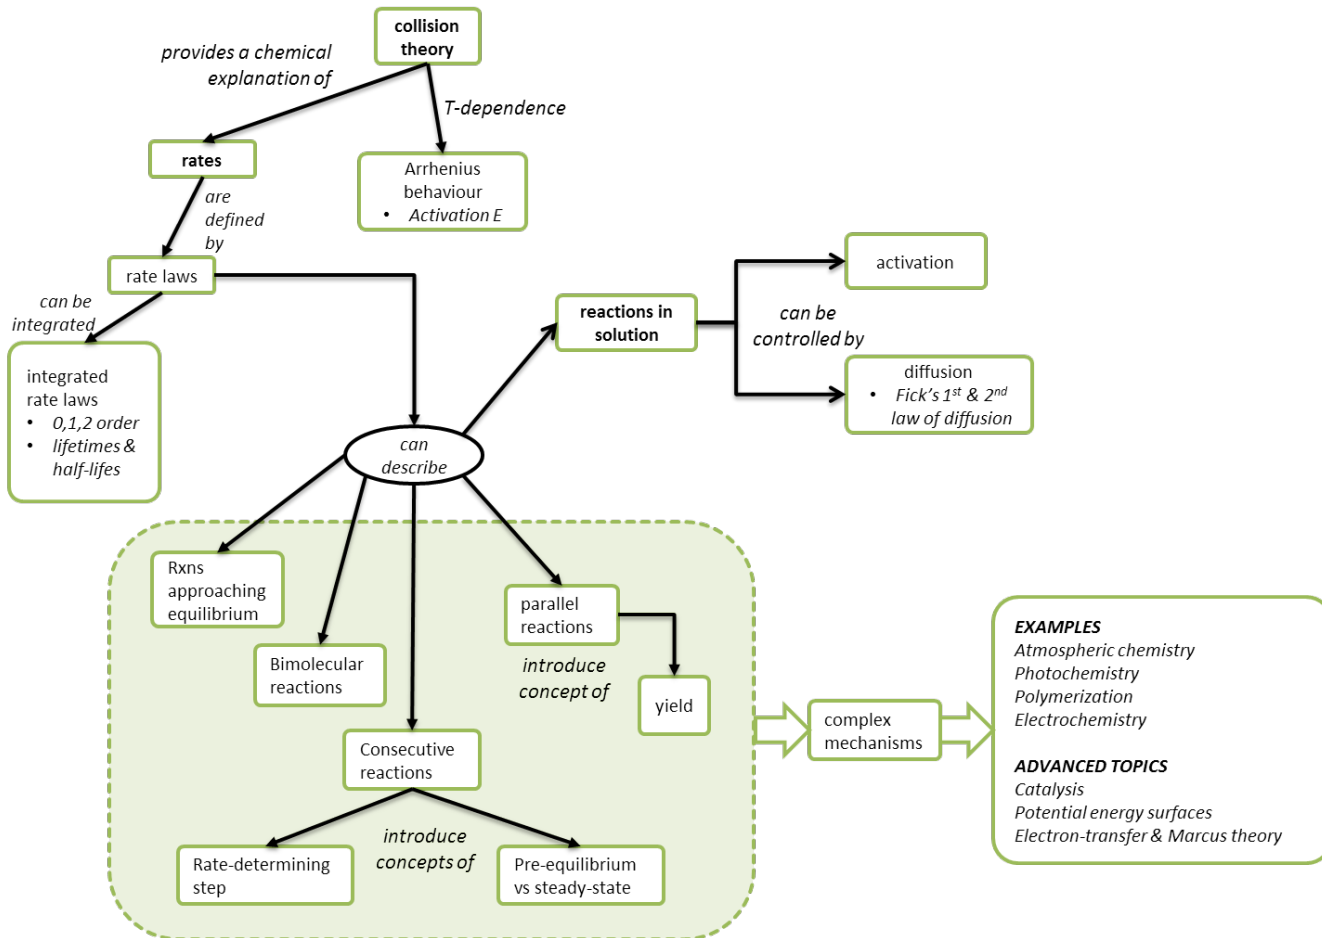 collision
theory
provides a chemical
explanation of
T-dependence
rates
Arrhenius
behaviour
• Activation E
are
defined
by
rate laws
can be
integrated
integrated
rate laws
• 0,1,2 order
• lifetimes &
half-lifes
reactions in
solution
activation
can be
controlled by
diffusion
• Fick's 1st & 2nd
law of diffusion
can
describe
Rxns
approaching
equilibrium
Bimolecular
reactions
parallel
reactions
introduce
concept of
yield
Consecutive
reactions
introduce
concepts of
Rate-determining
step
Pre-equilibrium
vs steady-state
complex
mechanisms
EXAMPLES
Atmospheric chemistry
Photochemistry
Polymerization
Electrochemistry
ADVANCED TOPICS
Catalysis
Potential energy surfaces
Electron-transfer & Marcus theory